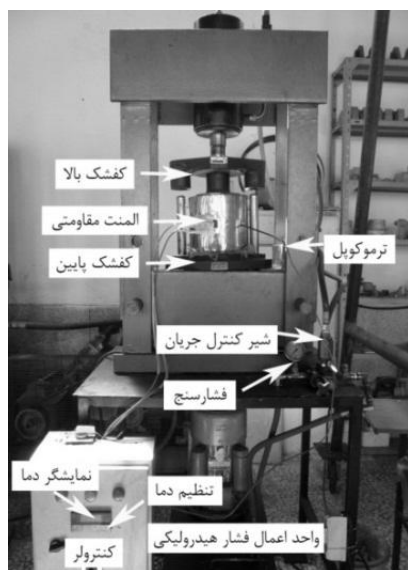 کفشک بالا
المنت مقاومتی
ترموکوپل
کفشک پایین
شیر کنترل جریان
فشارسنج
نمایشگر دما
تنظیم دما
واحد اعمال فشار هیدرولیکی
کنترولر